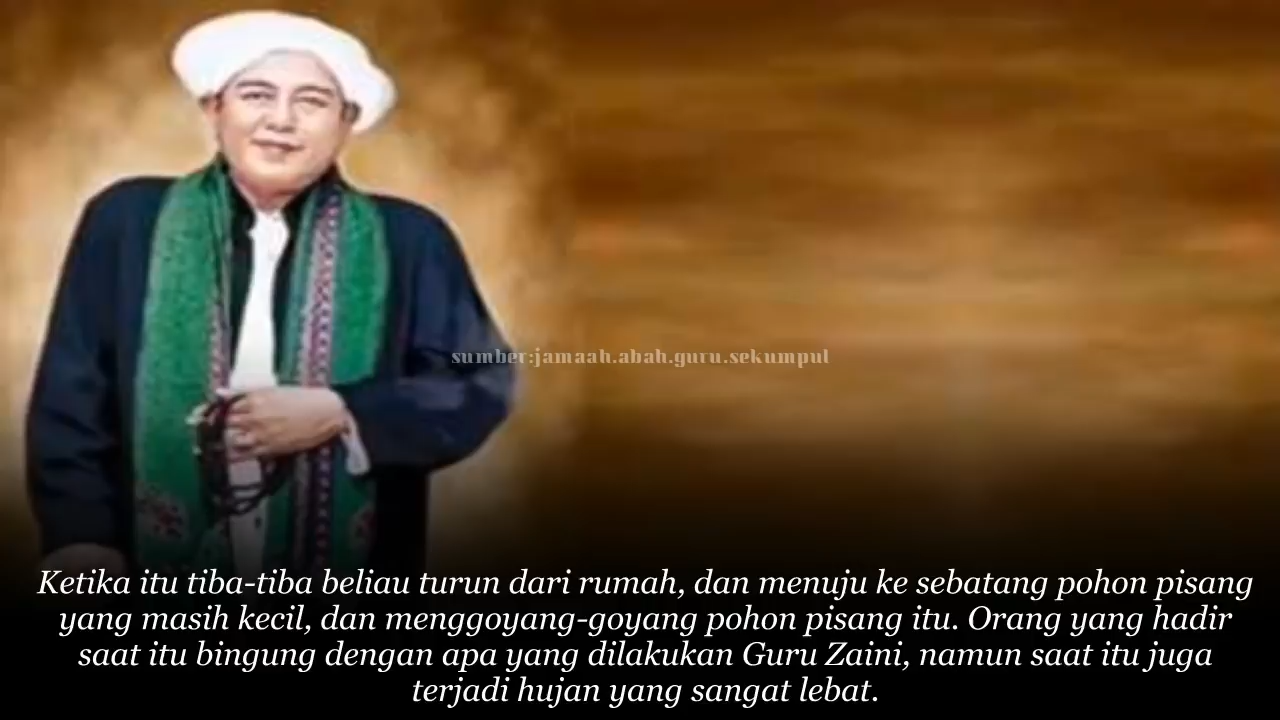 sumber:jamaah.abah.guru.sekumpul
Ketika itu tiba-tiba beliau turun dari rumah, dan menuju ke sebatang pohon pisang
yang masih kecil, dan menggoyang-goyang pohon pisang itu. Orang yang hadir
saat itu bingung dengan apa yang dilakukan Guru Zaini, namun saat itu juga
terjadi hujan yang sangat lebat.